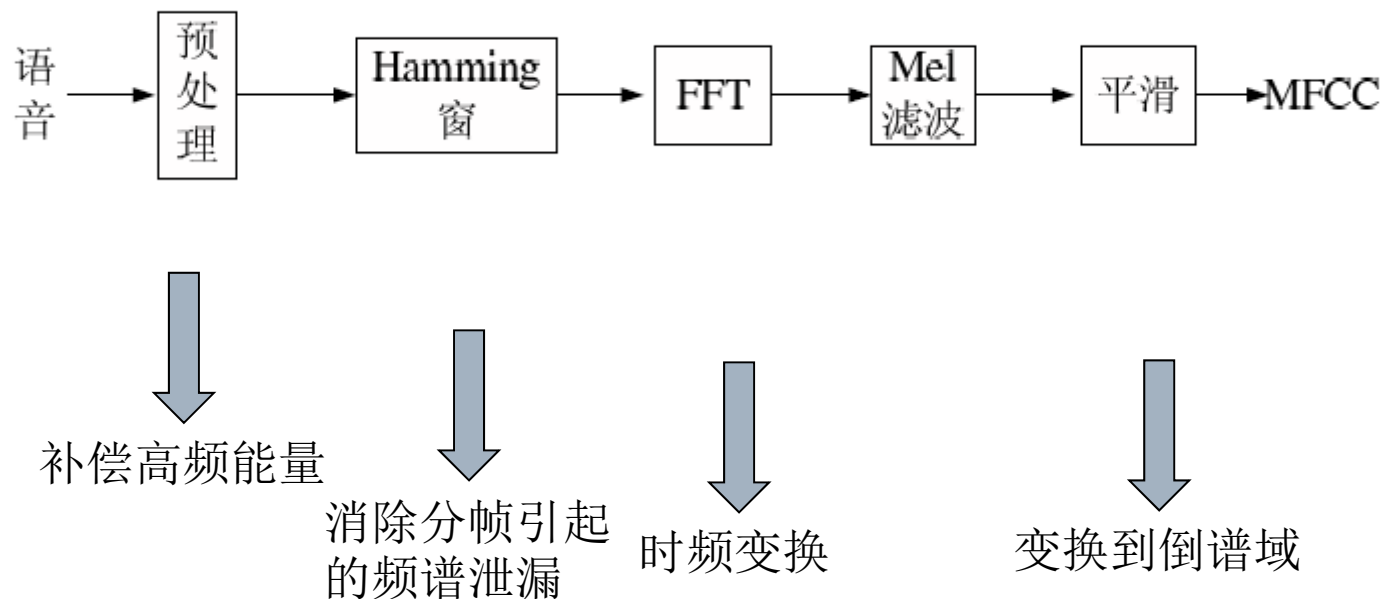 语音
预处理
Hamming
窗
FFT
Mel
滤波
平滑
MFCC
补偿高频能量
消除分帧引起
的频谱泄漏
时频变换
变换到倒谱域